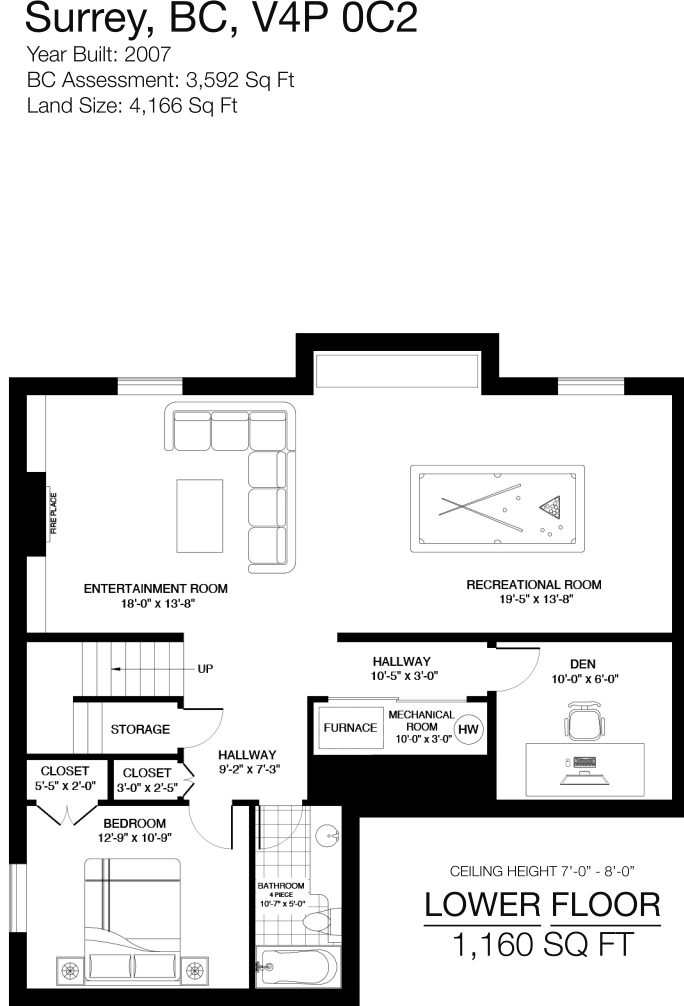 Surrey, BC, V4P 0C2
Year Built: 2007
BC Assessment: 3,592 Sq Ft
Land Size: 4,166 Sq Ft
FIRE PLACE
ENTERTAINMENT ROOM
18'-0" x 13'-8"
RECREATIONAL ROOM
19'-5" x 13'-8"
UP
HALLWAY
10'-5" x 3'-0"
DEN
10'-0" x 6'-0"
STORAGE
FURNACE
MECHANICAL
ROOM
10'-0" x 3'-0"
HW
HALLWAY
9'-2" x 7'-3"
CLOSET
5'-5" x 2'-0"
CLOSET
3'-0" x 2'-5"
BEDROOM
12'-9" x 10'-9"
BATHROOM
4 PIECE
10'-7" x 5'-0"
CEILING HEIGHT 7'-0" - 8'-0"
LOWER FLOOR
1,160 SQ FT